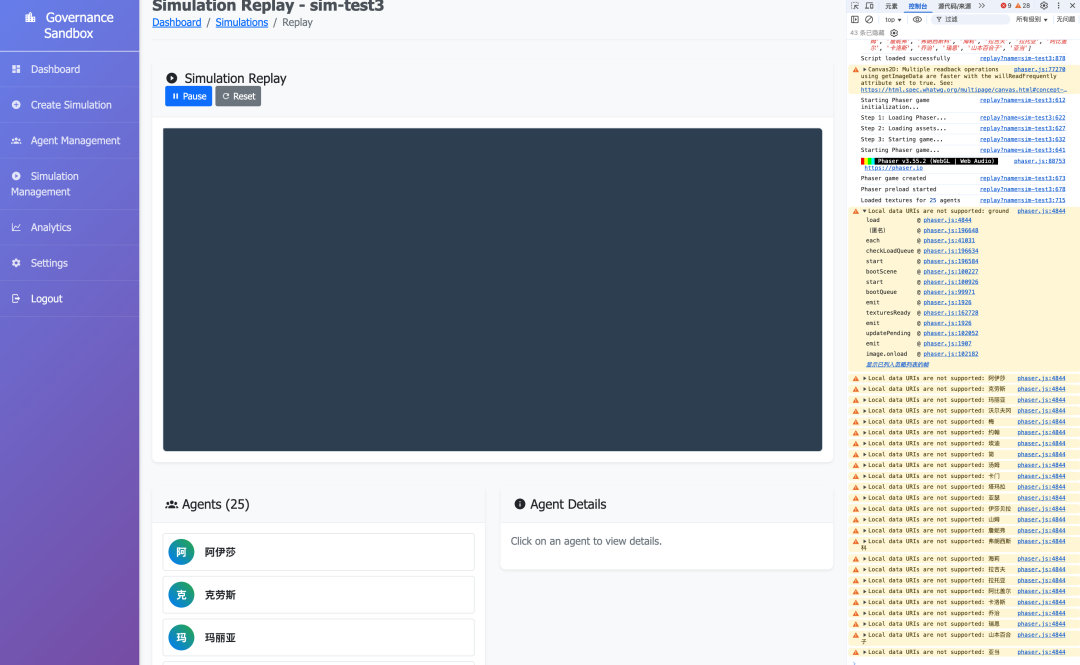 Governance
Sandbox
Dashboard
Create Simulation
Agent Management
Simulation
Management
Analytics
Settings
Logout
Simulation Replay - sim-test3
Dashboard / Simulations / Replay
Simulation Replay
Pause
Reset
Agents (25)
阿
阿伊莎
克
克劳斯
玛
玛丽亚
Agent Details
Click on an agent to view details.
元素
控制台
源代码/来源
9
28
top
过滤
所有级别
无问题
43 条已隐藏
尔', '卡洛斯', '乔治', '瑞恩', '山本百合子', '亚当']
Script loaded successfully replay?name=sim-test3:878
Canvas2D: Multiple readback operations phaser.js:77270
using getImageData are faster with the willReadFrequently
attribute set to true. See:
https://html.spec.whatwg.org/multipage/canvas.html#concept-…
Starting Phaser game replay?name=sim-test3:612
initialization...
Step 1: Loading Phaser... replay?name=sim-test3:622
Step 2: Loading assets... replay?name=sim-test3:627
Step 3: Starting game... replay?name=sim-test3:632
Starting Phaser game... replay?name=sim-test3:641
Phaser v3.55.2 (WebGL | Web Audio) phaser.js:88753
https://phaser.io
Phaser game created replay?name=sim-test3:673
Phaser preload started replay?name=sim-test3:678
Loaded textures for 25 agents replay?name=sim-test3:715
Local data URIs are not supported: ground phaser.js:4844
load @ phaser.js:4844
(匿名) @ phaser.js:196648
each @ phaser.js:41031
checkLoadQueue @ phaser.js:196634
start @ phaser.js:196584
bootScene @ phaser.js:100227
start @ phaser.js:100926
bootQueue @ phaser.js:99971
emit @ phaser.js:1926
texturesReady @ phaser.js:162728
emit @ phaser.js:1926
updatePending @ phaser.js:102052
emit @ phaser.js:1907
image.onload @ phaser.js:102182
显示已列入忽略列表的帧
Local data URIs are not supported: 阿伊莎 phaser.js:4844
Local data URIs are not supported: 克劳斯 phaser.js:4844
Local data URIs are not supported: 玛丽亚 phaser.js:4844
Local data URIs are not supported: 沃尔夫冈 phaser.js:4844
Local data URIs are not supported: 梅 phaser.js:4844
Local data URIs are not supported: 约翰 phaser.js:4844
Local data URIs are not supported: 埃迪 phaser.js:4844
Local data URIs are not supported: 简 phaser.js:4844
Local data URIs are not supported: 汤姆 phaser.js:4844
Local data URIs are not supported: 卡门 phaser.js:4844
Local data URIs are not supported: 塔玛拉 phaser.js:4844
Local data URIs are not supported: 亚瑟 phaser.js:4844
Local data URIs are not supported: 伊莎贝拉 phaser.js:4844
Local data URIs are not supported: 山姆 phaser.js:4844
Local data URIs are not supported: 詹妮弗 phaser.js:4844
Local data URIs are not supported: 弗朗西斯 phaser.js:4844
科
Local data URIs are not supported: 海莉 phaser.js:4844
Local data URIs are not supported: 拉吉夫 phaser.js:4844
Local data URIs are not supported: 拉托亚 phaser.js:4844
Local data URIs are not supported: 阿比盖尔 phaser.js:4844
Local data URIs are not supported: 卡洛斯 phaser.js:4844
Local data URIs are not supported: 乔治 phaser.js:4844
Local data URIs are not supported: 瑞恩 phaser.js:4844
Local data URIs are not supported: 山本百合 phaser.js:4844
子
Local data URIs are not supported: 亚当 phaser.js:4844